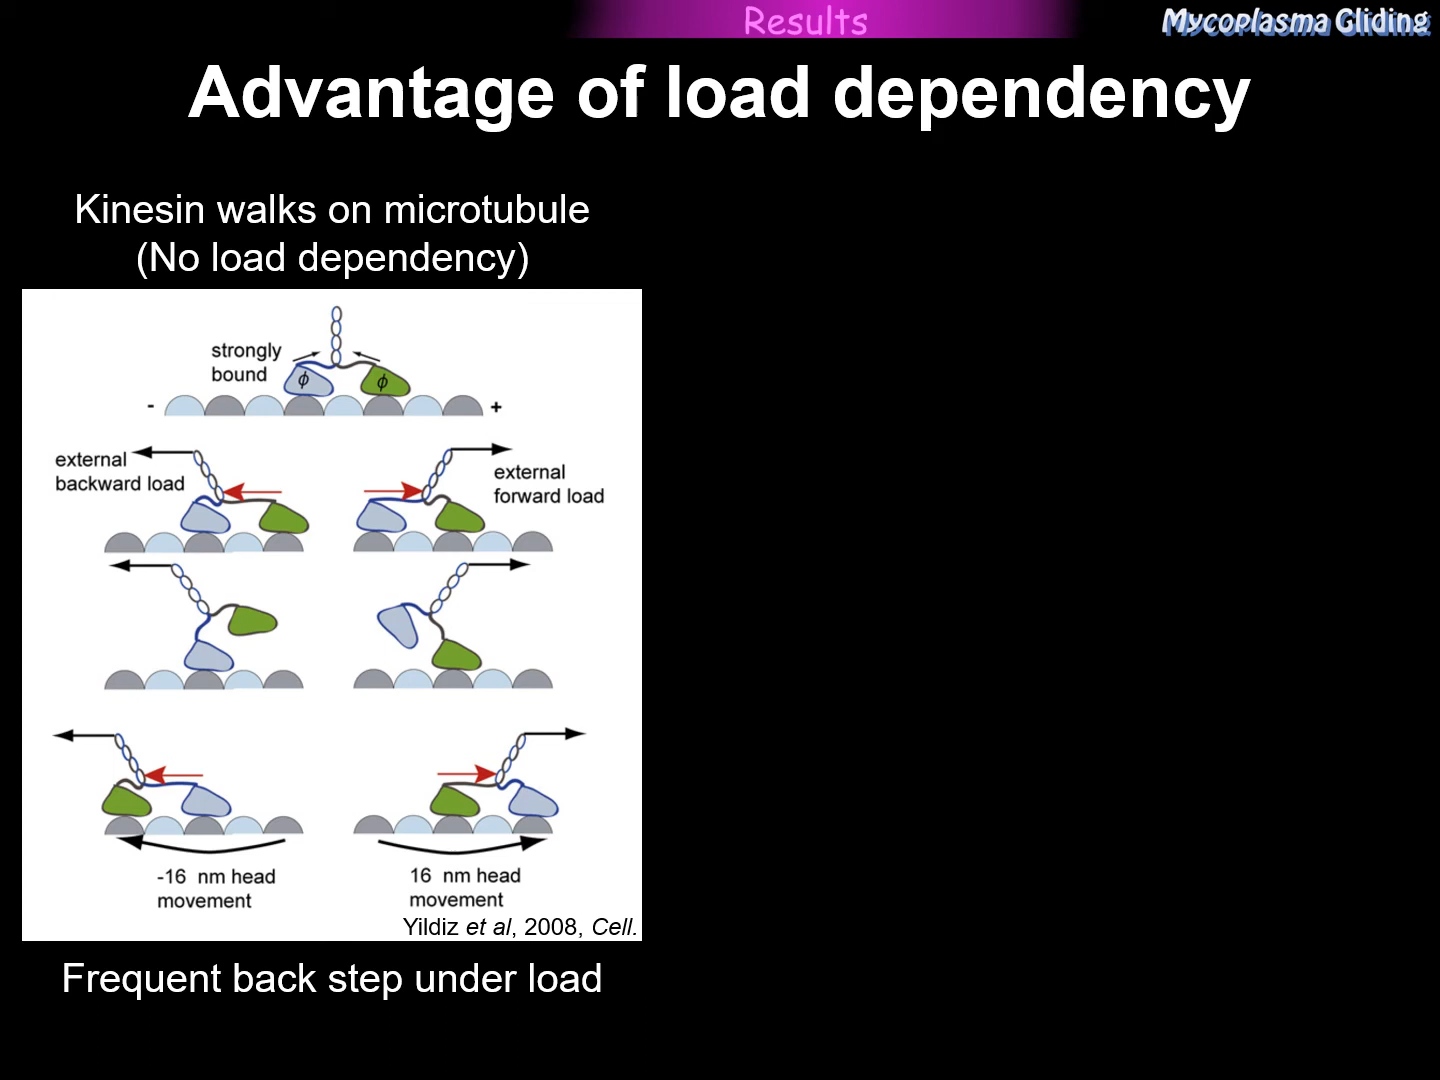 Results
Mycoplasma Gliding
Advantage of load dependency
Kinesin walks on microtubule
(No load dependency)
strongly
bound
ϕ
ϕ
-
+
external
backward load
external
forward load
-16 nm head
movement
16 nm head
movement
Yildiz et al, 2008, Cell.
Frequent back step under load